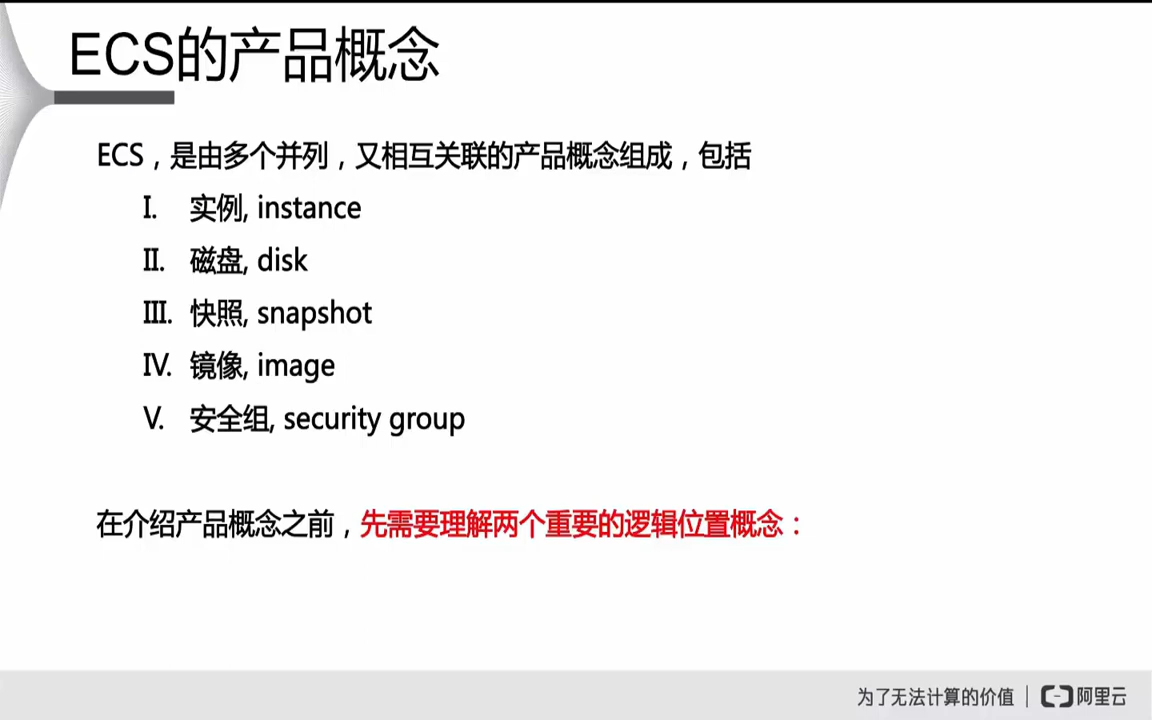 ECS的产品概念
ECS，是由多个并列，又相互关联的产品概念组成，包括
I. 实例, instance
II. 磁盘, disk
III. 快照, snapshot
IV. 镜像, image
V. 安全组, security group
在介绍产品概念之前，先需要理解两个重要的逻辑位置概念：
为了无法计算的价值 | 阿里云